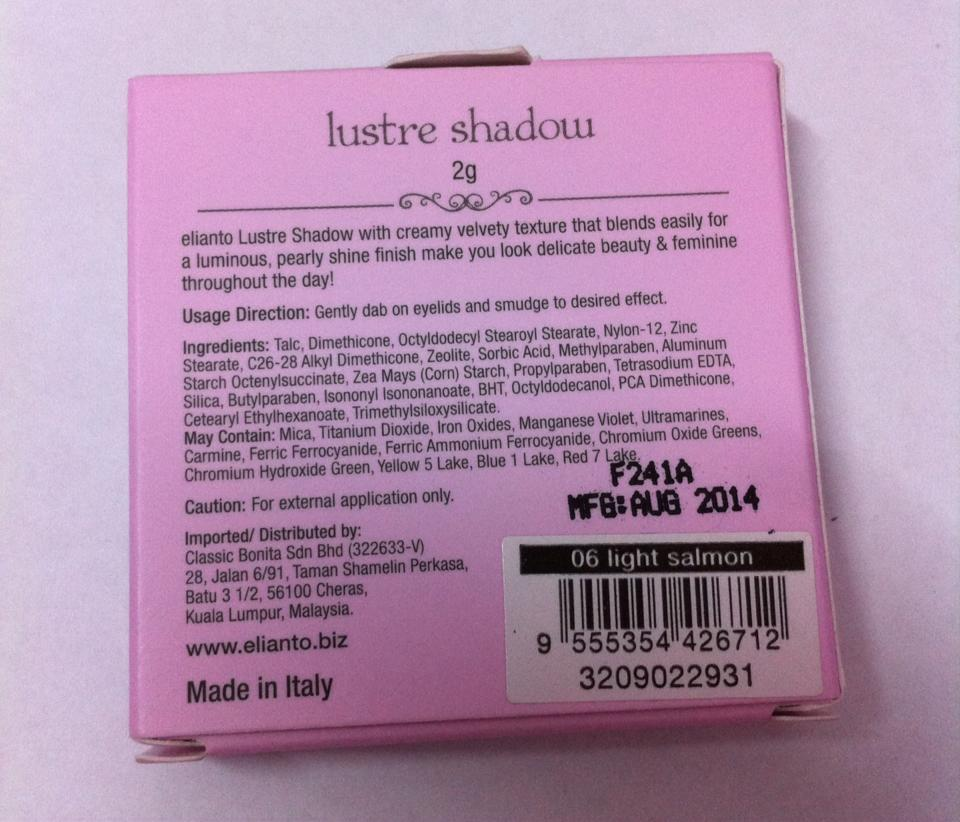 lustre shadow
2g
elianto Lustre Shadow with creamy velvety texture that blends easily for
a luminous, pearly shine finish make you look delicate beauty & feminine
throughout the day!
Usage Direction: Gently dab on eyelids and smudge to desired effect.
Ingredients: Talc, Dimethicone, Octyldodecyl Stearoyl Stearate, Nylon-12, Zinc
Stearate, C26-28 Alkyl Dimethicone, Zeolite, Sorbic Acid, Methylparaben, Aluminum
Starch Octenylsuccinate, Zea Mays (Corn) Starch, Propylparaben, Tetrasodium EDTA,
Silica, Butylparaben, Isononyl Isononanoate, BHT, Octyldodecanol, PCA Dimethicone,
Cetearyl Ethylhexanoate, Trimethylsiloxysilicate.
May Contain: Mica, Titanium Dioxide, Iron Oxides, Manganese Violet, Ultramarines,
Carmine, Ferric Ferrocyanide, Ferric Ammonium Ferrocyanide, Chromium Oxide Greens,
Chromium Hydroxide Green, Yellow 5 Lake, Blue 1 Lake, Red 7 Lake.
F241A
MFG:AUG 2014
Caution: For external application only.
Imported/ Distributed by:
Classic Bonita Sdn Bhd (322633-V)
28, Jalan 6/91, Taman Shamelin Perkasa,
Batu 3 1/2, 56100 Cheras,
Kuala Lumpur, Malaysia.
www.elianto.biz
Made in Italy
06 light salmon
9 555354 426712
3209022931